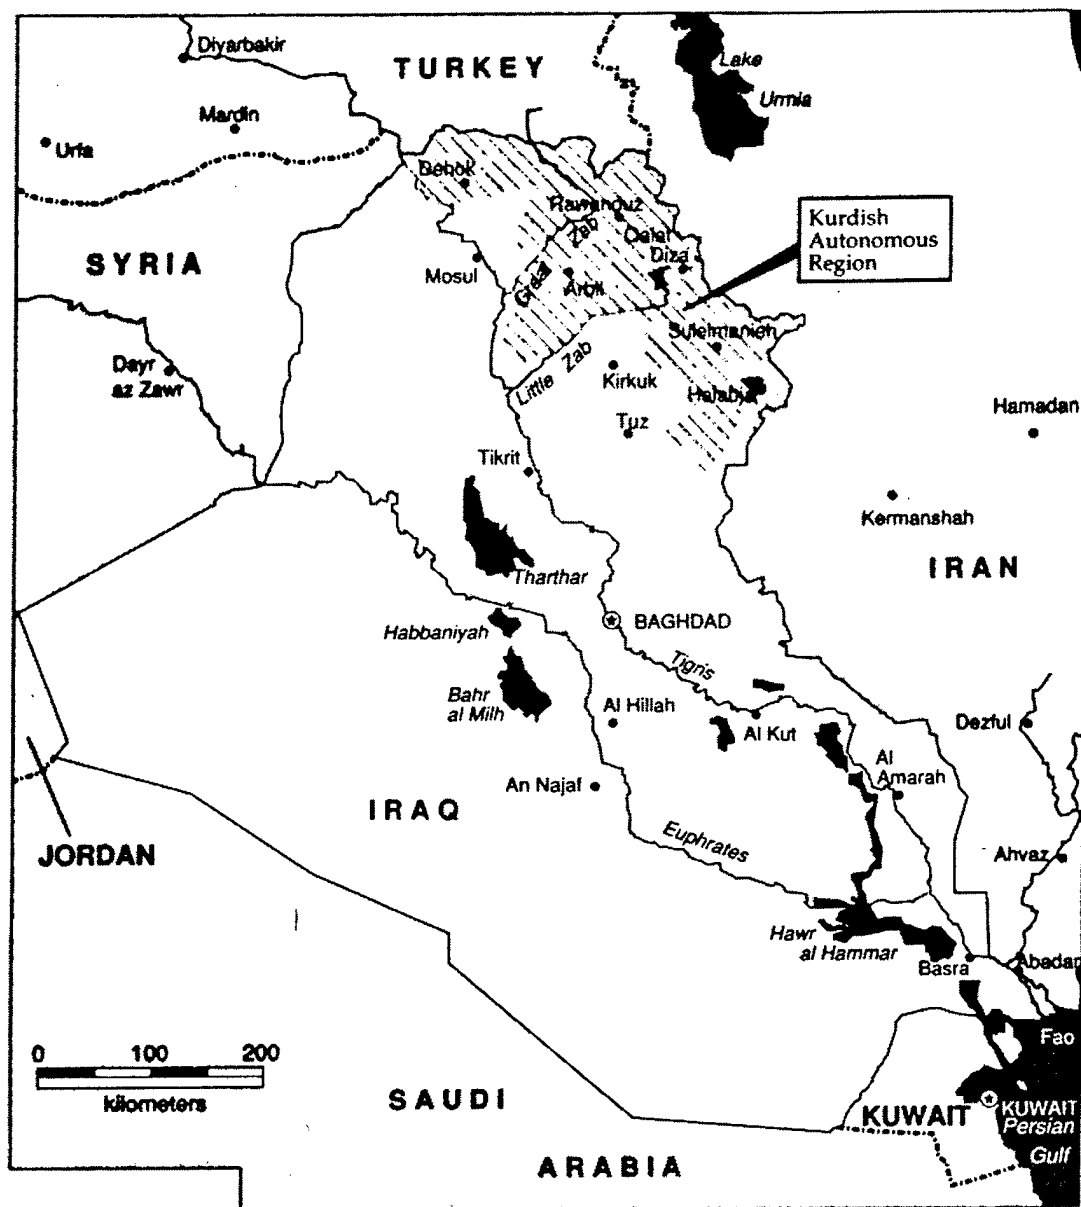 Diyarbakir
TURKEY
Lake
Urmia
Mardin
Urfa
Dehok
Rawanduz
Kurdish
Autonomous
Region
Great Zab
Qalat
Diza
SYRIA
Mosul
Arbil
Suleimanieh
Little Zab
Dayr
az Zawr
Kirkuk
Halabja
Hamadan
Tuz
Tikrit
Kermanshah
IRAN
Tharthar
Habbaniyah
BAGHDAD
Tigris
Bahr
al Milh
Al Hillah
Al Kut
Dezful
Al
Amarah
An Najaf
IRAQ
Euphrates
JORDAN
Ahvaz
Hawr
al Hammar
Basra
Abadan
Fao
0 100 200
kilometers
SAUDI
KUWAIT
KUWAIT
Persian
Gulf
ARABIA